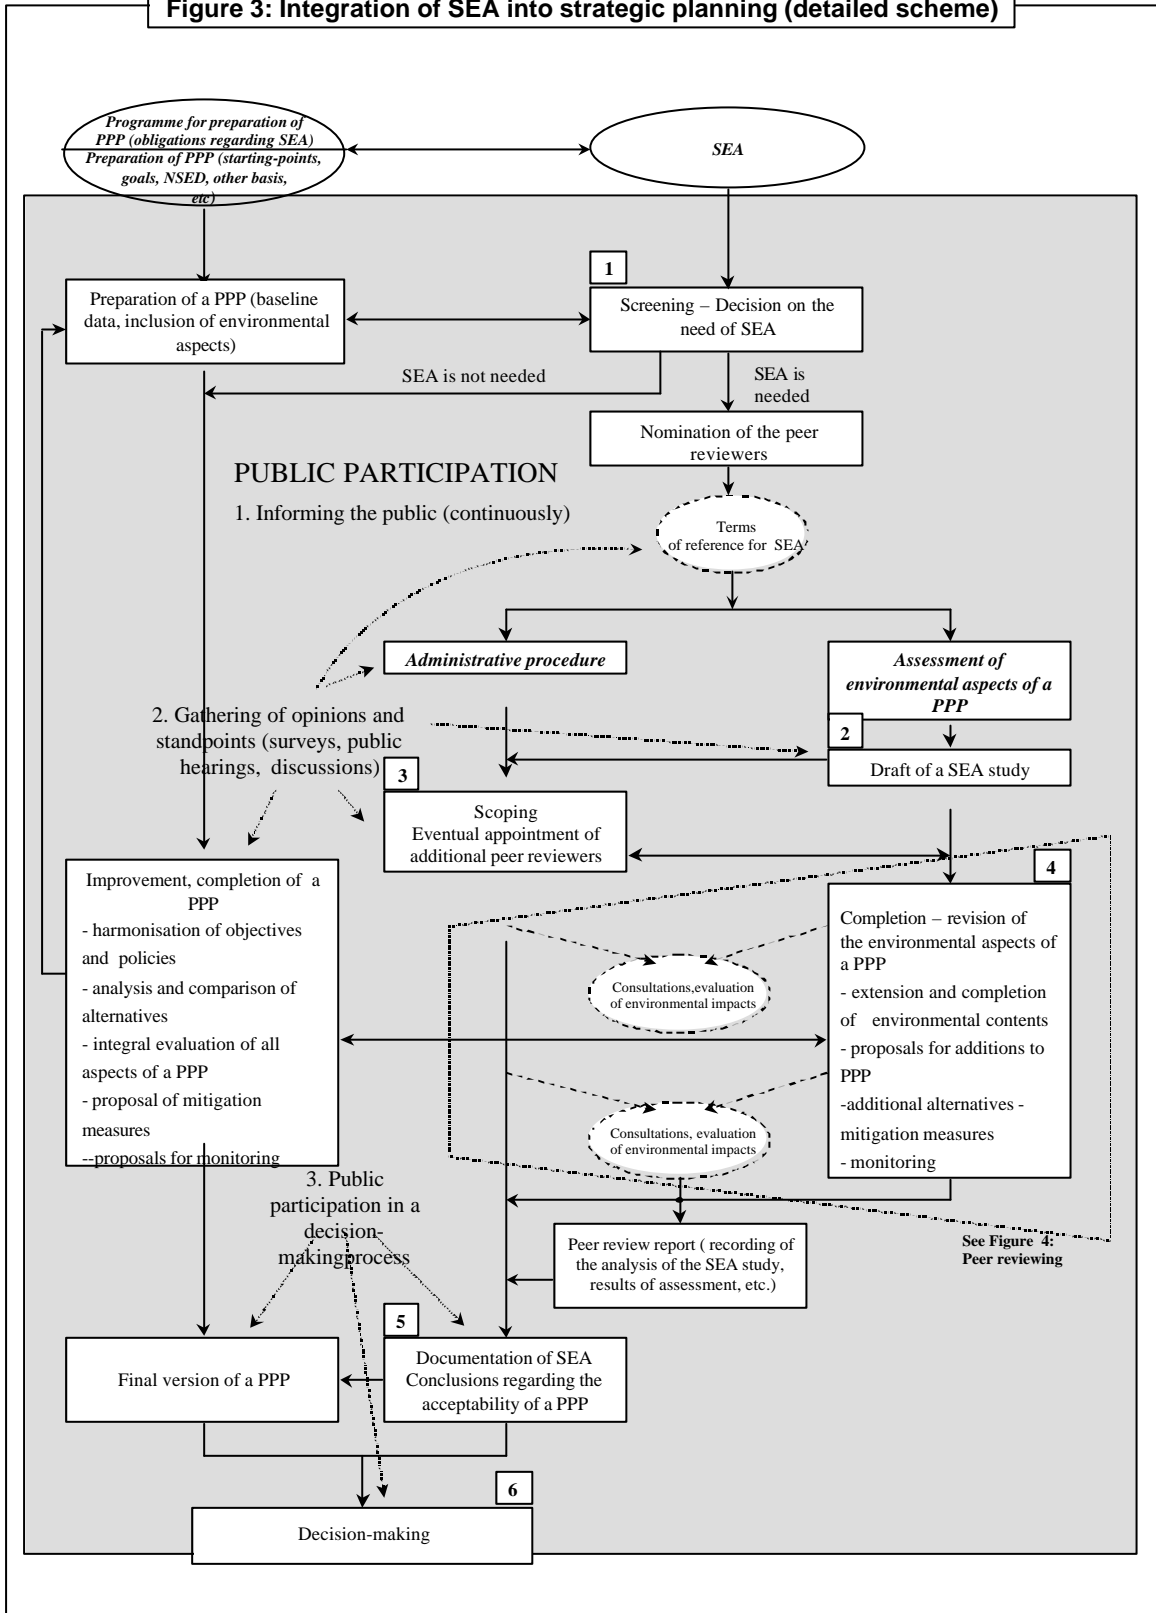 Figure 3: Integration of SEA into strategic planning (detailed scheme)
Programme for preparation of
PPP (obligations regarding SEA)
Preparation of PPP (starting-points,
goals, NSED, other basis,
etc)
SEA
1
Preparation of a PPP (baseline
data, inclusion of environmental
aspects)
Screening – Decision on the
need of SEA
SEA is not needed
SEA is
needed
Nomination of the peer
reviewers
PUBLIC PARTICIPATION
1. Informing the public (continuously)
Terms
of reference for SEA
Administrative procedure
Assessment of
environmental aspects of a
PPP
2. Gathering of opinions and
standpoints (surveys, public
hearings, discussions)
2
Draft of a SEA study
3
Scoping
Eventual appointment of
additional peer reviewers
4
Improvement, completion of a
PPP
- harmonisation of objectives
and policies
- analysis and comparison of
alternatives
- integral evaluation of all
aspects of a PPP
- proposal of mitigation
measures
--proposals for monitoring
Completion – revision of
the environmental aspects of
a PPP
- extension and completion
of environmental contents
- proposals for additions to
PPP
-additional alternatives -
mitigation measures
- monitoring
Consultations,evaluation
of environmental impacts
Consultations, evaluation
of environmental impacts
3. Public
participation in a
decision-
makingprocess
Peer review report ( recording of
the analysis of the SEA study,
results of assessment, etc.)
See Figure 4:
Peer reviewing
5
Final version of a PPP
Documentation of SEA
Conclusions regarding the
acceptability of a PPP
6
Decision-making